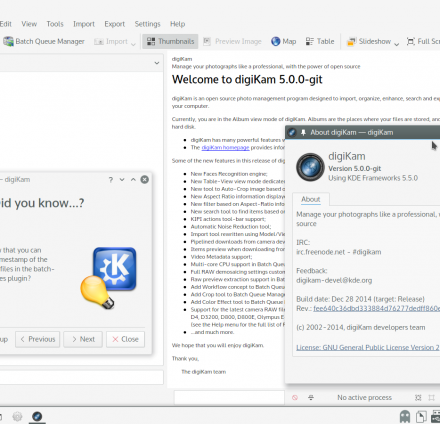 Edit View Tools Import Export Settings Help
Batch Queue Manager Import Thumbnails Preview Image Map Table Slideshow Full Scr
digiKam
Manage your photographs like a professional, with the power of open source
Welcome to digiKam 5.0.0-git
digiKam is an open source photo management program designed to import, organize, enhance, search and exp
your computer.
Currently, you are in the Album view mode of digiKam. Albums are the places where your files are stored, and
hard disk.
digiKam has many powerful features
The digiKam homepage provides infor
Some of the new features in this release of dig
New Faces Recognition engine;
New Table-View view mode dedicate
New tool to Auto-Crop image based o
New Aspect Ratio information display
New filter based on Aspect-Ratio info
New search tool to find items based o
KIPI actions tool-bar support;
Automatic Noise Reduction tool;
Import tool rewritten using Model/Vie
Pipelined downloads from camera dev
Items preview when downloading from
Video Metadata support;
Multi-core CPU support in Batch Queu
Full RAW demosaicing settings custom
Raw preview extraction support in Ba
Add Workflow concept to Batch Queue
Add Crop tool to Batch Queue Manage
Add Color Effect tool to Batch Queue
Support for the latest camera RAW file
D4, D3200, D800, D800E, Olympus E
(see the Help menu for the full list of R
...and much more.
We hope that you will enjoy digiKam.
Thank you,
The digiKam team
– digiKam
id you know...?
w that you can
timestamp of the
files in the batch-
es plugin?
up Previous Next Close
About digiKam — digiKam
digiKam
Version 5.0.0-git
Using KDE Frameworks 5.5.0
About
Manage your photographs like a professional,
source
IRC:
irc.freenode.net - #digikam
Feedback:
digikam-devel@kde.org
Build date: Dec 28 2014 (target: Release)
Rev.: fee640c36dbd333884d76277dedff860e
(c) 2002-2014, digiKam developers team
License: GNU General Public License Version 2
No active process